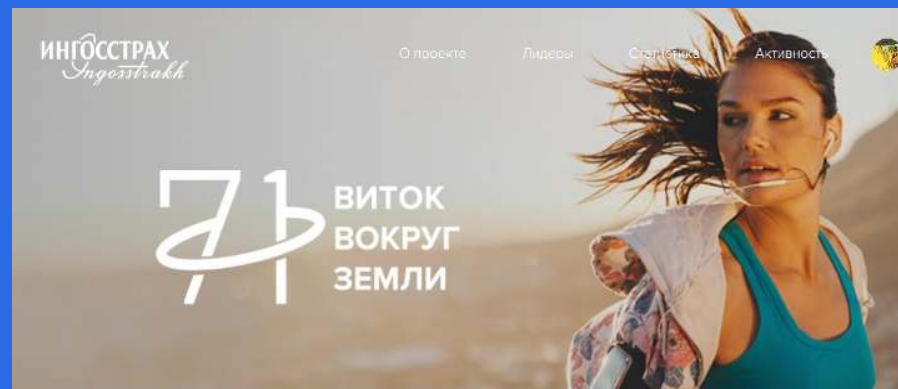 ИНГОССТРАХ
Ingosstrakh
О проекте Лидеры Статистика Активность
71 ВИТОК
ВОКРУГ
ЗЕМЛИ